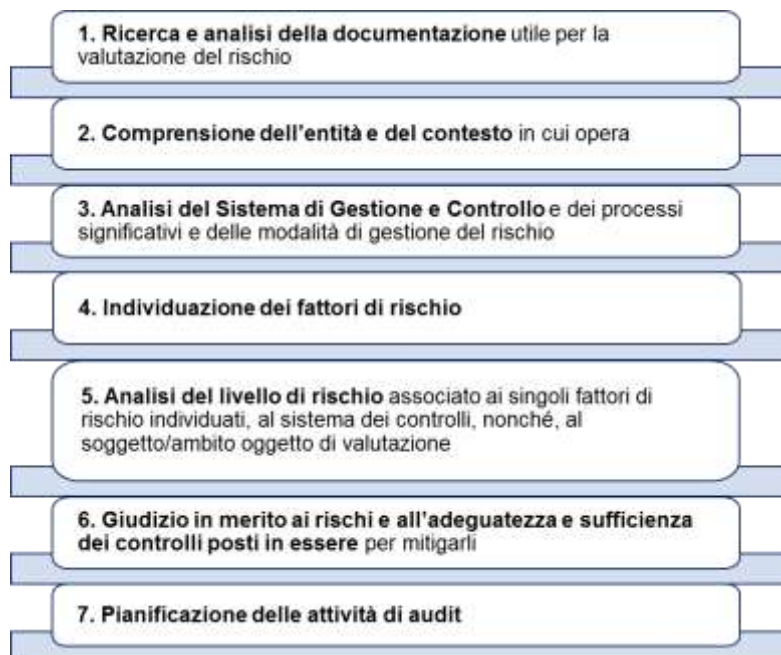 1. Ricerca e analisi della documentazione utile per la
valutazione del rischio
2. Comprensione dell'entità e del contesto in cui opera
3. Analisi del Sistema di Gestione e Controllo e dei processi
significativi e delle modalità di gestione del rischio
4. Individuazione dei fattori di rischio
5. Analisi del livello di rischio associato ai singoli fattori di
rischio individuati, al sistema dei controlli, nonché, al
soggetto/ambito oggetto di valutazione
6. Giudizio in merito ai rischi e all'adeguatezza e sufficienza
dei controlli posti in essere per mitigarli
7. Pianificazione delle attività di audit